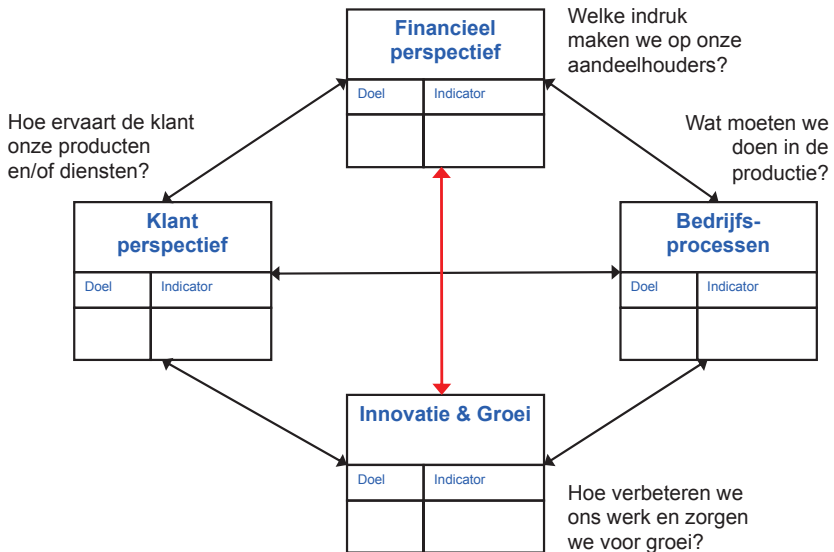 Financieel
perspectief
Doel Indicator
Welke indruk
maken we op onze
aandeelhouders?
Hoe ervaart de klant
onze producten
en/of diensten?
Wat moeten we
doen in de
productie?
Klant
perspectief
Doel Indicator
Bedrijfs-
processen
Doel Indicator
Innovatie & Groei
Doel Indicator
Hoe verbeteren we
ons werk en zorgen
we voor groei?